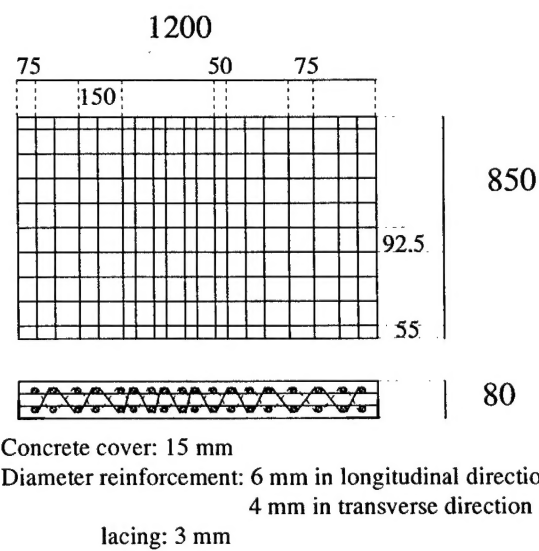 1200
75 50 75
150
850
92.5
55
80
Concrete cover: 15 mm
Diameter reinforcement: 6 mm in longitudinal directio
4 mm in transverse direction
lacing: 3 mm